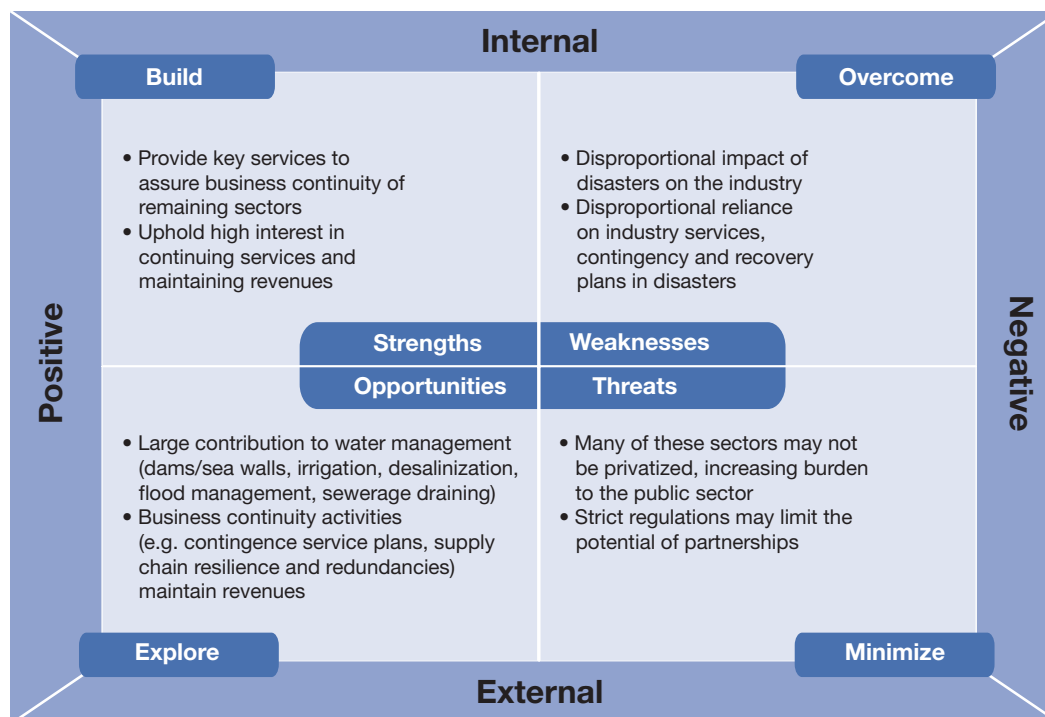 Internal
Build
Overcome
• Provide key services to
assure business continuity of
remaining sectors
• Uphold high interest in
continuing services and
maintaining revenues
• Disproportional impact of
disasters on the industry
• Disproportional reliance
on industry services,
contingency and recovery
plans in disasters
Positive
Negative
Strengths
Weaknesses
Opportunities
Threats
• Large contribution to water management
(dams/sea walls, irrigation, desalinization,
flood management, sewerage draining)
• Business continuity activities
(e.g. contingence service plans, supply
chain resilience and redundancies)
maintain revenues
• Many of these sectors may not
be privatized, increasing burden
to the public sector
• Strict regulations may limit the
potential of partnerships
Explore
Minimize
External